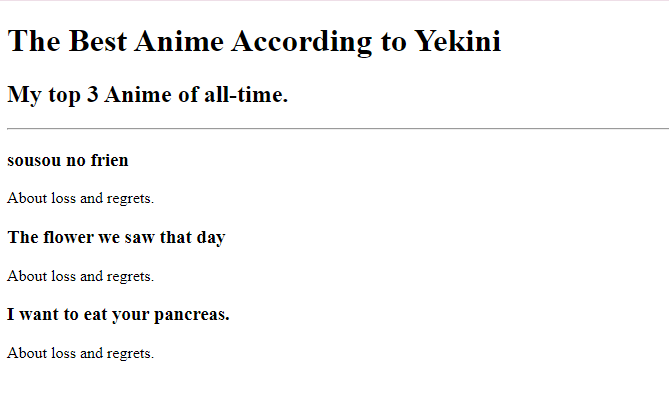 The Best Anime According to Yekini
My top 3 Anime of all-time.
sousou no frien
About loss and regrets.
The flower we saw that day
About loss and regrets.
I want to eat your pancreas.
About loss and regrets.